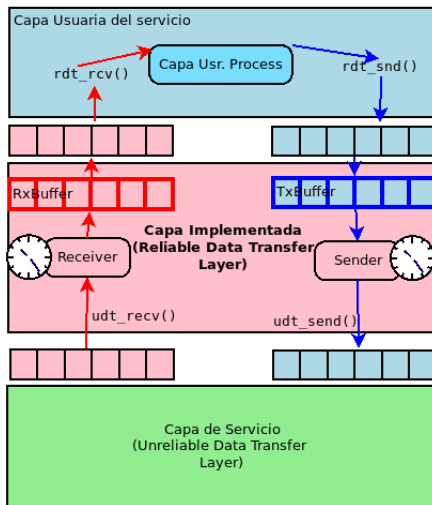 Capa Usuaria del servicio
Capa Usr. Process
rdt_rcv()
rdt_snd()
RxBuffer
TxBuffer
Capa Implementada
(Reliable Data Transfer
Layer)
Receiver
Sender
udt_recv()
udt_send()
Capa de Servicio
(Unreliable Data Transfer
Layer)